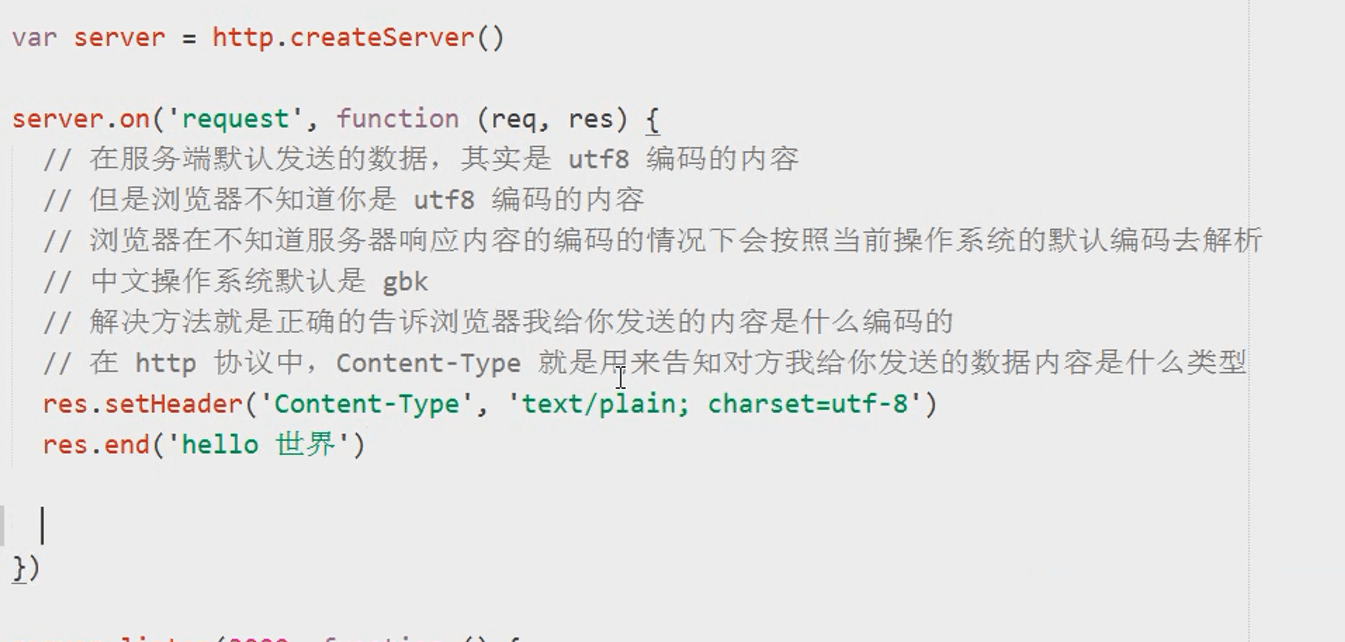 var server = http.createServer()
server.on('request', function (req, res) {
// 在服务端默认发送的数据，其实是 utf8 编码的内容
// 但是浏览器不知道你是 utf8 编码的内容
// 浏览器在不知道服务器响应内容的编码的情况下会按照当前操作系统的默认编码去解析
// 中文操作系统默认是 gbk
// 解决方法就是正确的告诉浏览器我给你发送的内容是什么编码的
// 在 http 协议中，Content-Type 就是用来告知对方我给你发送的数据内容是什么类型
res.setHeader('Content-Type', 'text/plain; charset=utf-8')
res.end('hello 世界')
})